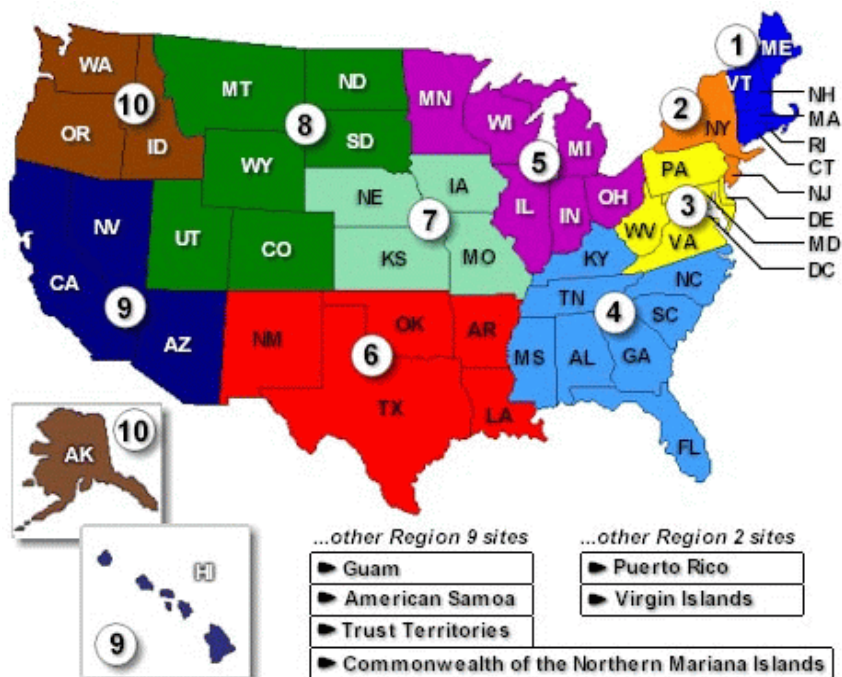 1
ME
WA
VT
MT
ND
MN
NH
10
2
MA
OR
ID
8
SD
WI
NY
RI
WY
5
MI
CT
PA
NJ
NE
IA
OH
3
DE
NV
7
IL
IN
WV
MD
UT
CO
VA
DC
KS
MO
KY
CA
NC
9
TN
4
SC
AZ
NM
6
OK
AR
MS
AL
GA
TX
LA
10
FL
AK
...other Region 9 sites
...other Region 2 sites
Guam
Puerto Rico
HI
American Samoa
Virgin Islands
Trust Territories
9
Commonwealth of the Northern Mariana Islands